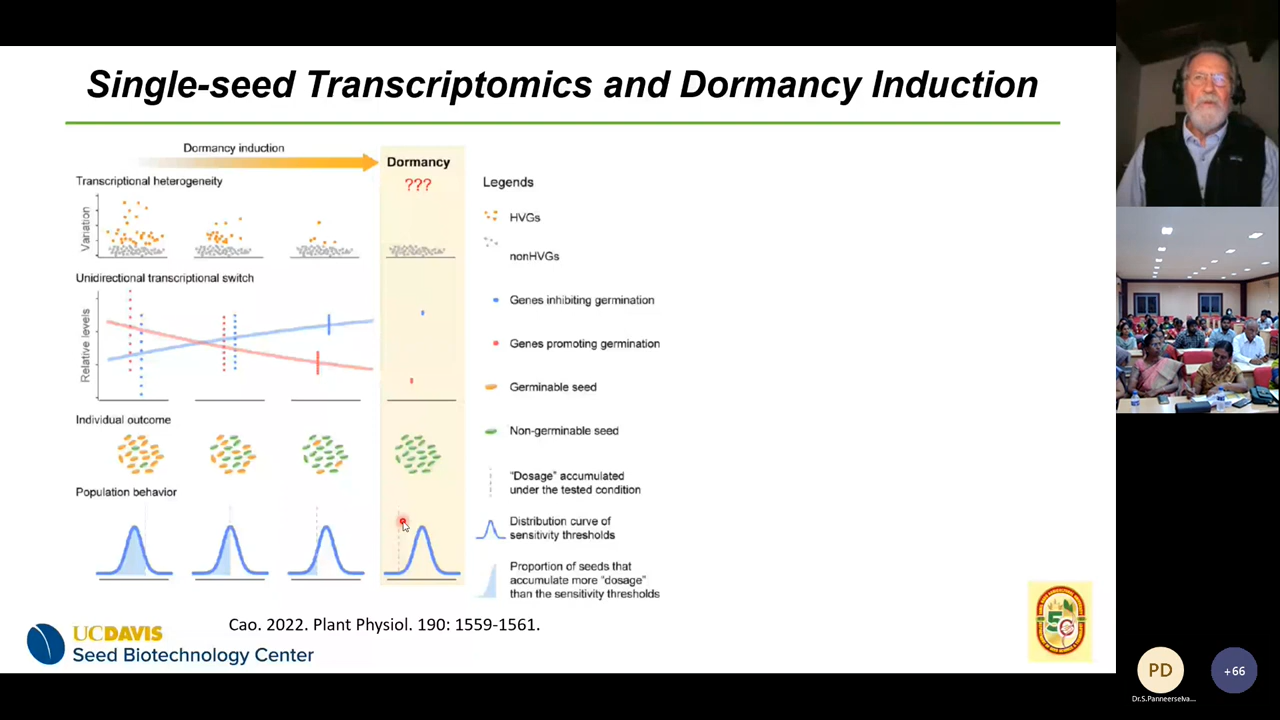 Single-seed Transcriptomics and Dormancy Induction
Dormancy induction
Dormancy
???
Transcriptional heterogeneity
Variation
Unidirectional transcriptional switch
Relative levels
Individual outcome
Population behavior
Legends
HVGs
nonHVGs
Genes inhibiting germination
Genes promoting germination
Germinable seed
Non-germinable seed
“Dosage” accumulated
under the tested condition
Distribution curve of
sensitivity thresholds
Proportion of seeds that
accumulate more “dosage”
than the sensitivity thresholds
Cao. 2022. Plant Physiol. 190: 1559-1561.
UCDAVIS
Seed Biotechnology Center
PD
+66
Dr.S.Panneerselva...